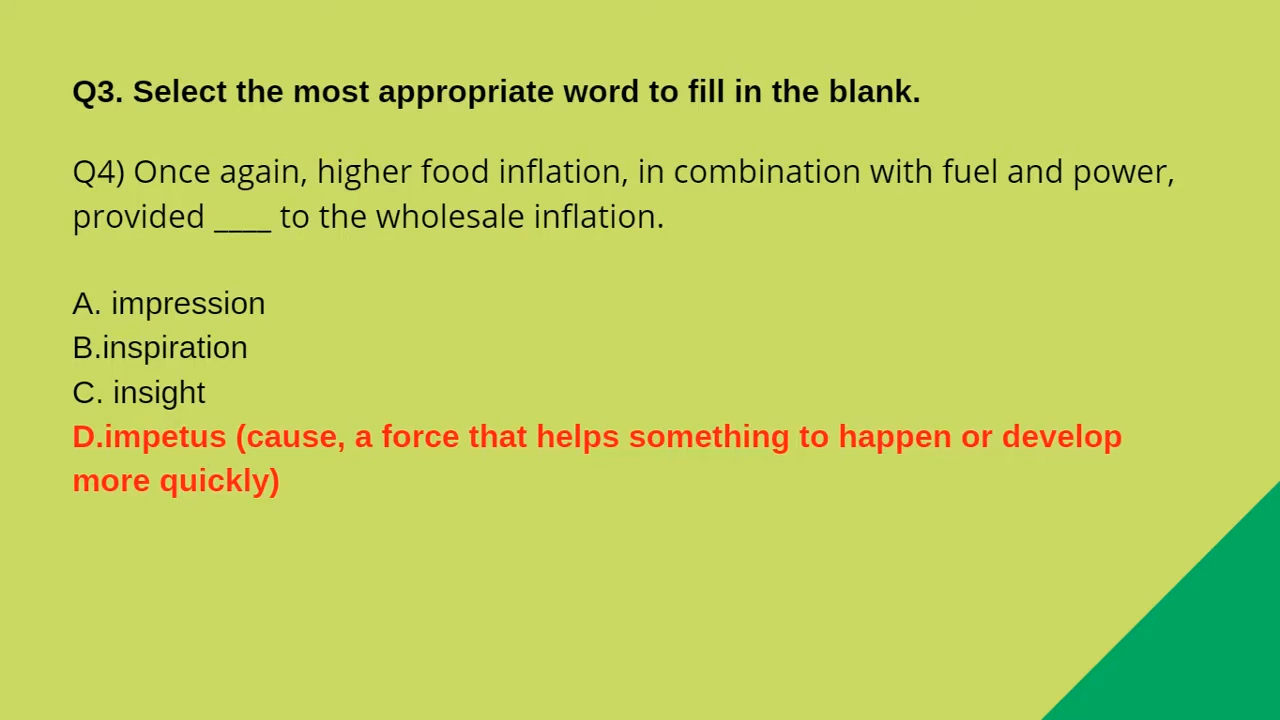 Q3. Select the most appropriate word to fill in the blank.
Q4) Once again, higher food inflation, in combination with fuel and power,
provided ____ to the wholesale inflation.
A. impression
B.inspiration
C. insight
D.impetus (cause, a force that helps something to happen or develop
more quickly)